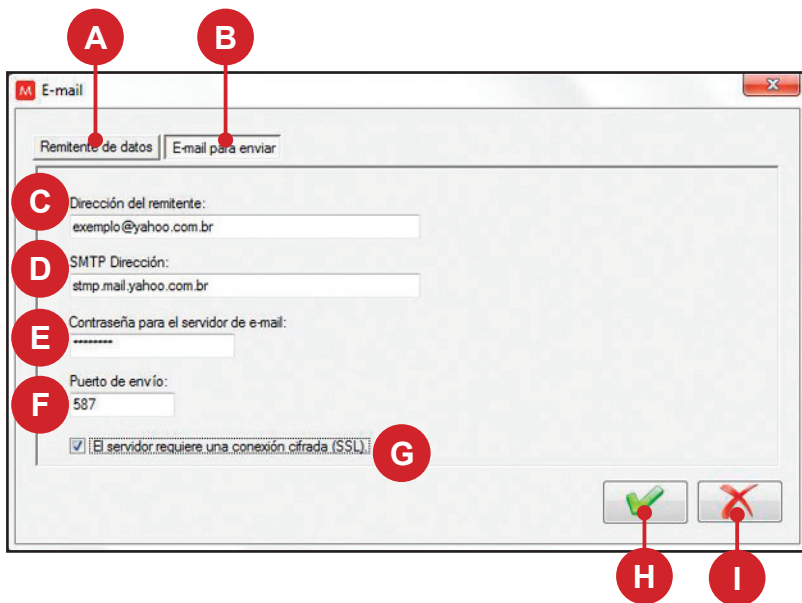 A
B
M E-mail
x
Remitente de datos
E-mail para enviar
C
Dirección del remitente:
exemplo@yahoo.com.br
D
SMTP Dirección:
stmp.mail.yahoo.com.br
E
Contraseña para el servidor de e-mail:
********
F
Puerto de envío:
587
El servidor requiere una conexión cifrada (SSL).
G
H
I